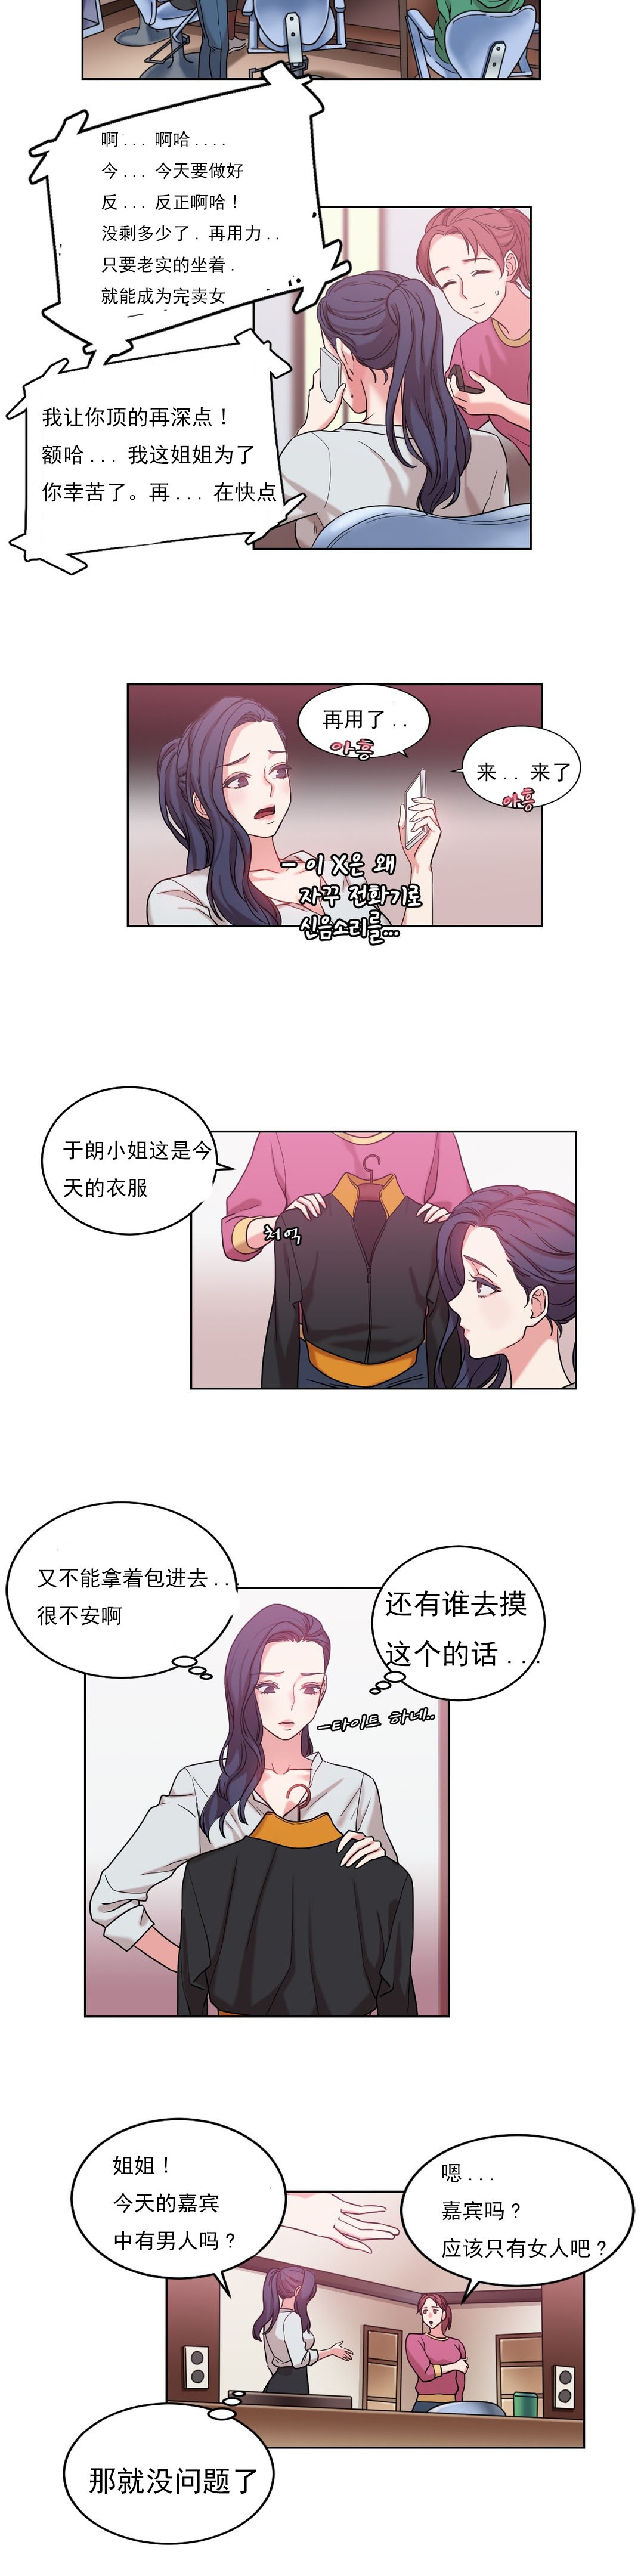 啊...啊哈....
今...今天要做好
反...反正啊哈!
没剩多少了.再用力..
只要老实的坐着.
就能成为完卖女
我让你顶的再深点!
额哈...我这姐姐为了
你幸苦了。再...在快点
再用了..
아흥
来..来了
아흥
- 이 X은 왜
자꾸 전화기로
신음소리를...
于朗小姐这是今
天的衣服
처억
又不能拿着包进去..
很不安啊
还有谁去摸
这个的话...
-타이트 하네..
姐姐!
今天的嘉宾
中有男人吗?
嗯...
嘉宾吗?
应该只有女人吧?
那就没问题了